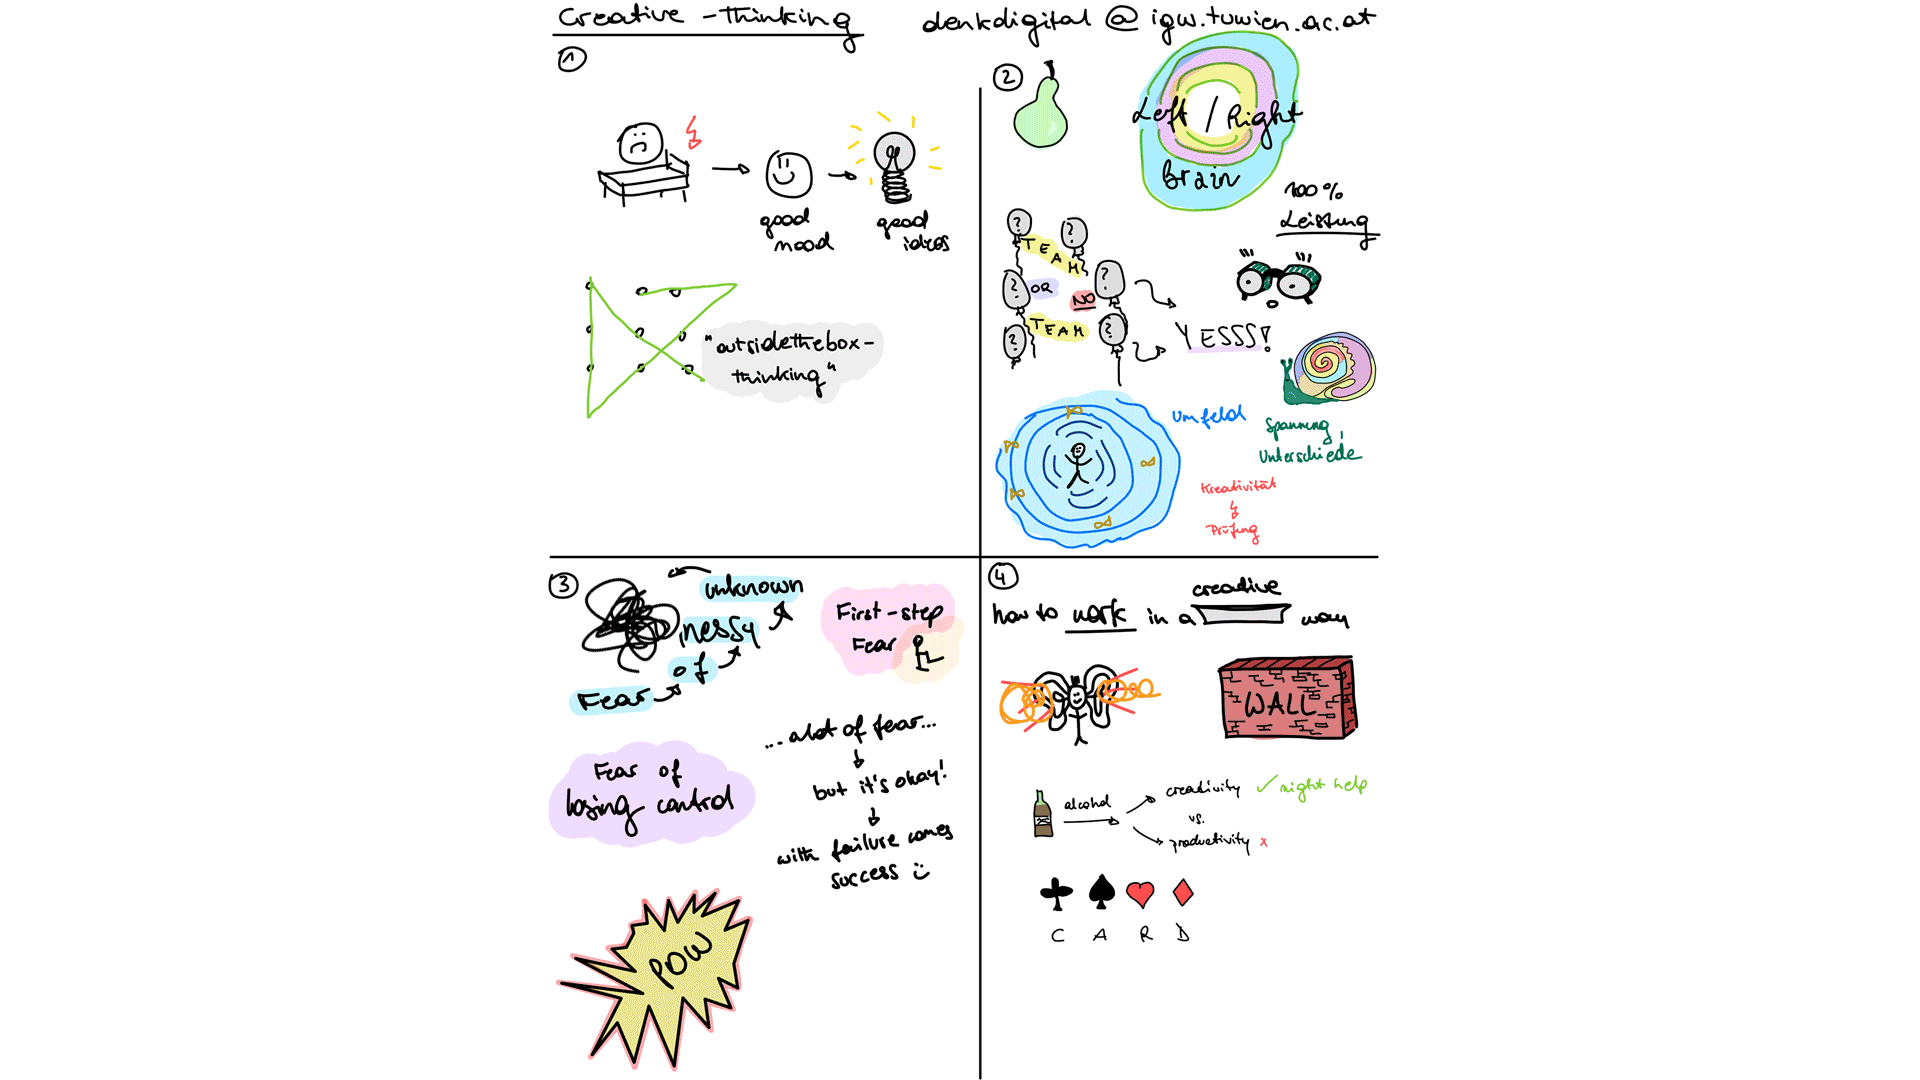 Creative-Thinking
denkdigital @ igw.tuwien.ac.at
1
good
mood
good
ideas
"outsidethebox-
thinking"
2
Left / Right
Brain
100%
Leistung
? ?
TEAM
? ?
OR NO
TEAM
? ?
YESSS!
Umfeld
Spannung,
Unterschiede
Kreativität
Prüfung
3
unknown
messy
of
Fear
First-step
Fear
...alot of fear...
but it's okay!
with failure comes
success
Fear of
losing control
POW
4
creative
how to work in a way
WALL
alcohol
creativity ✓ might help
vs.
productivity x
C A R D